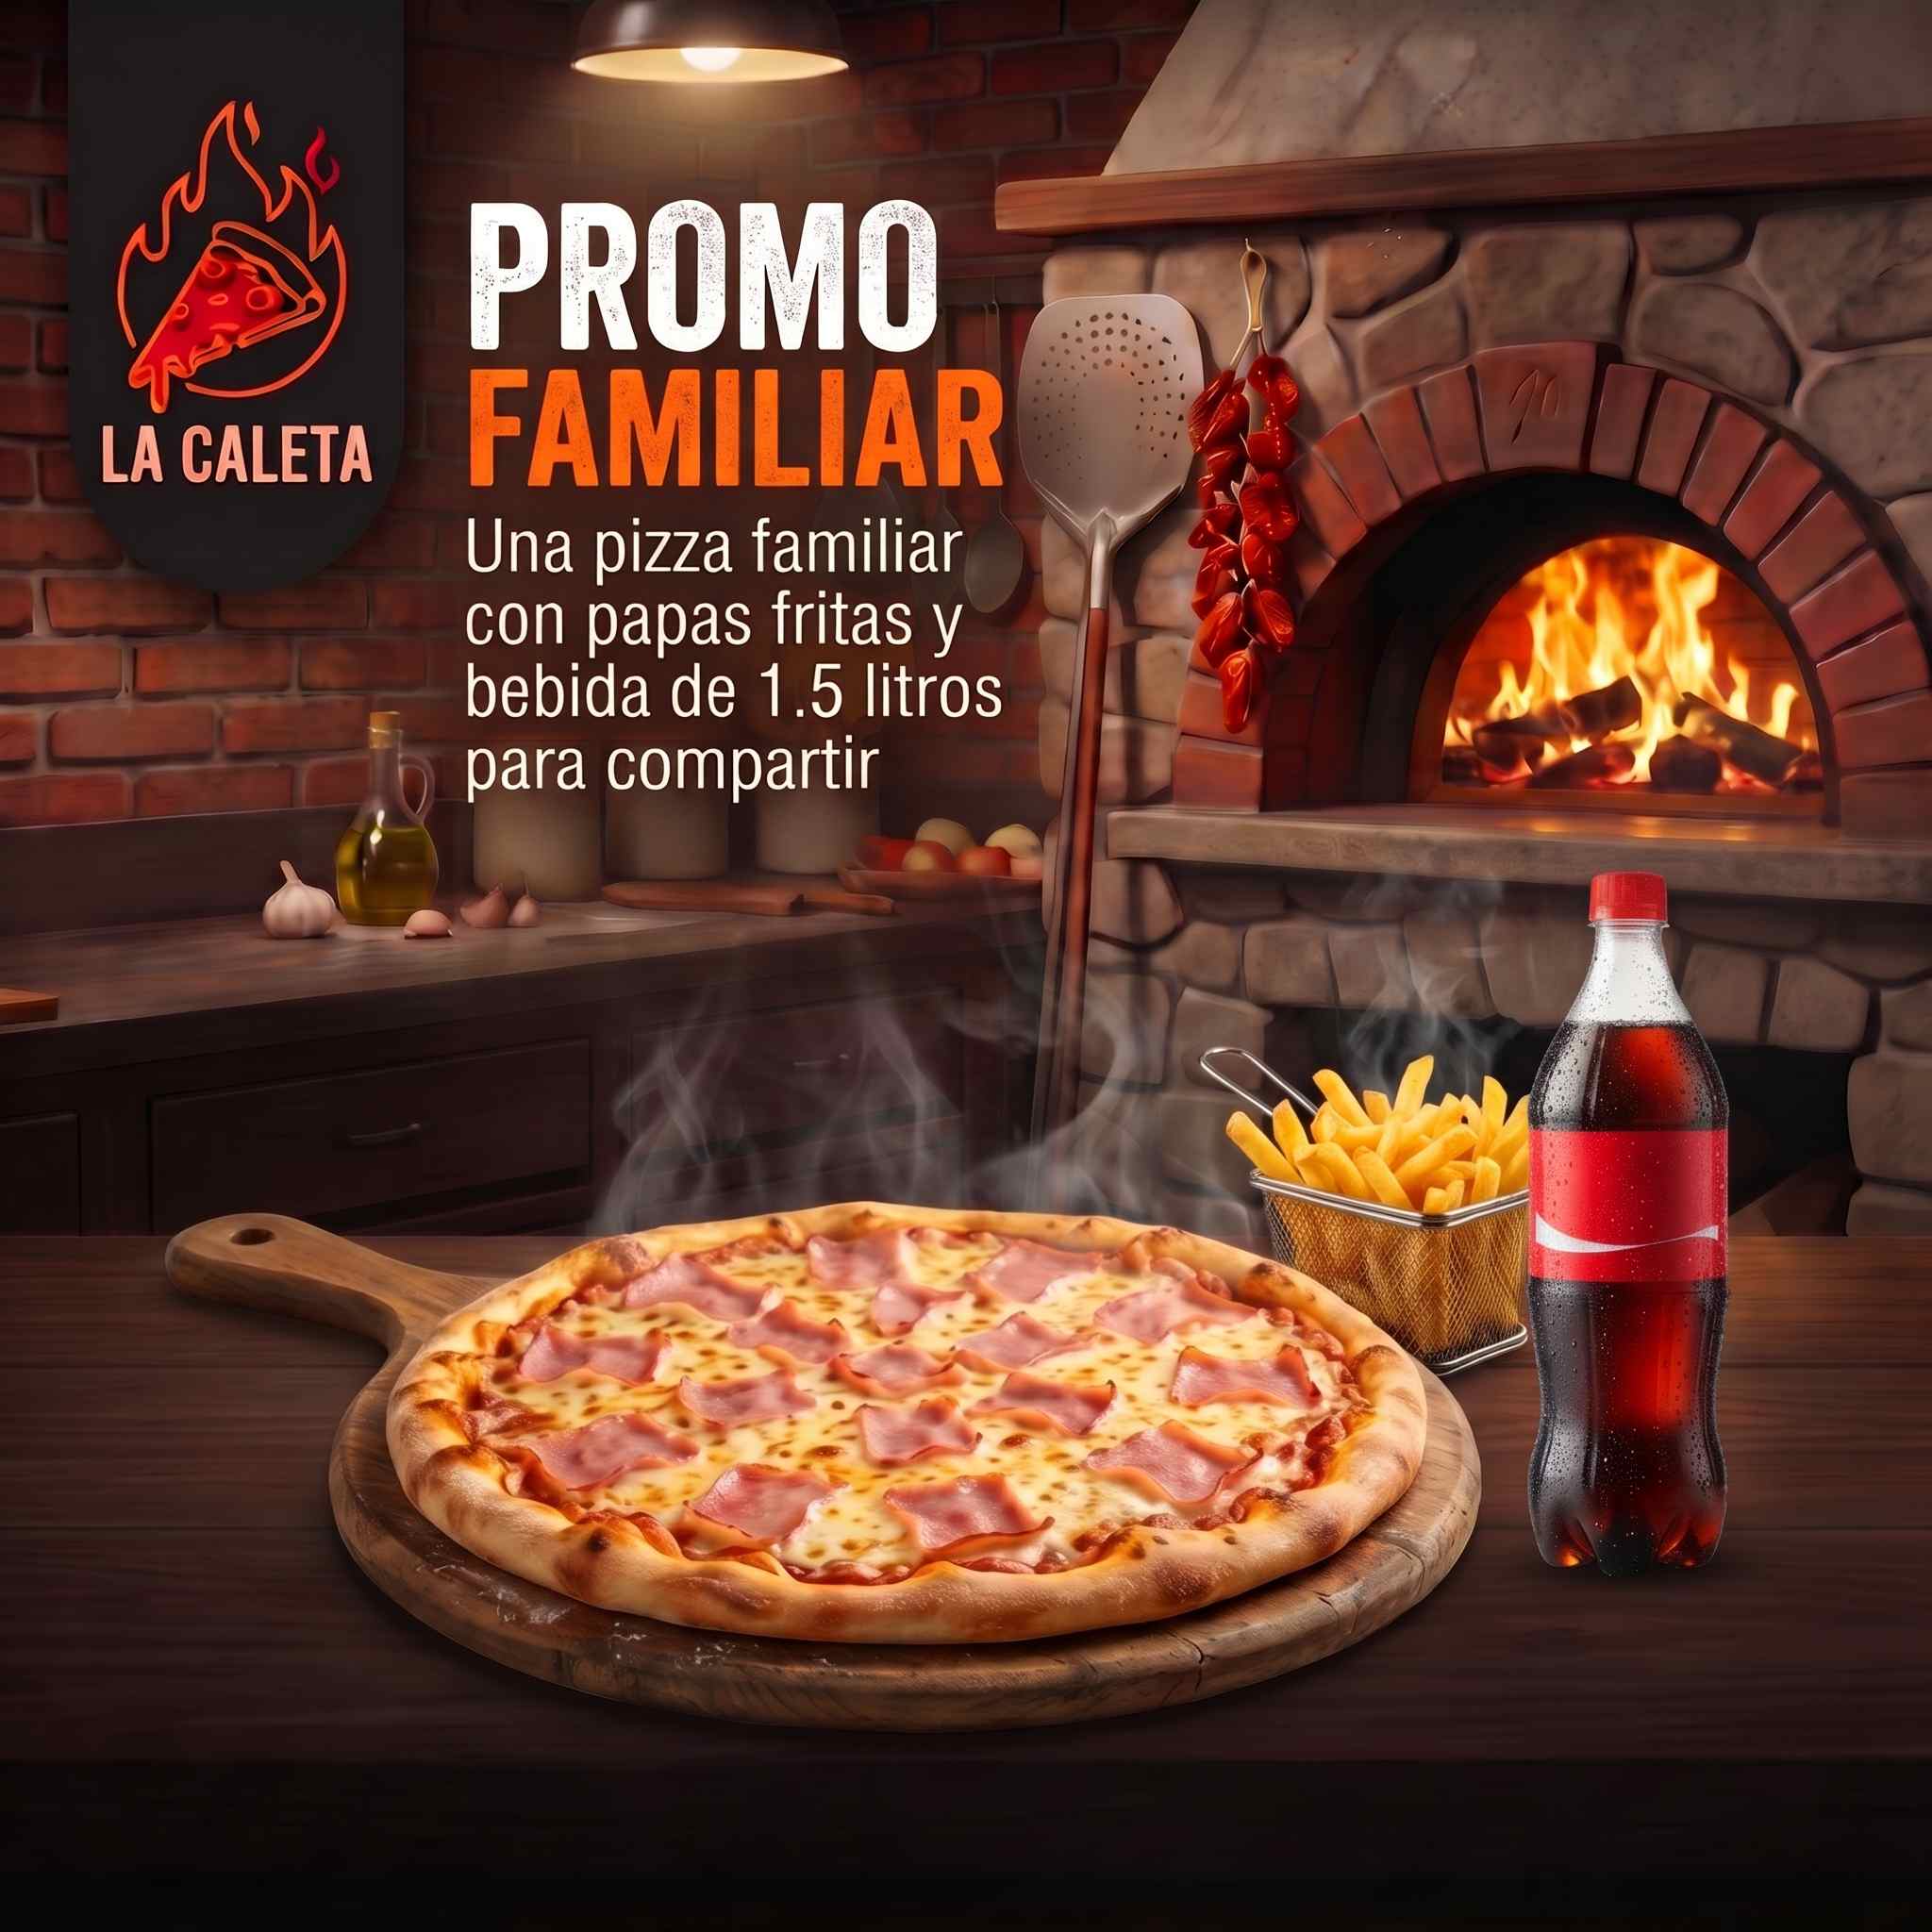 LA CALETA
PROMO
FAMILIAR
Una pizza familiar
con papas fritas y
bebida de 1.5 litros
para compartir